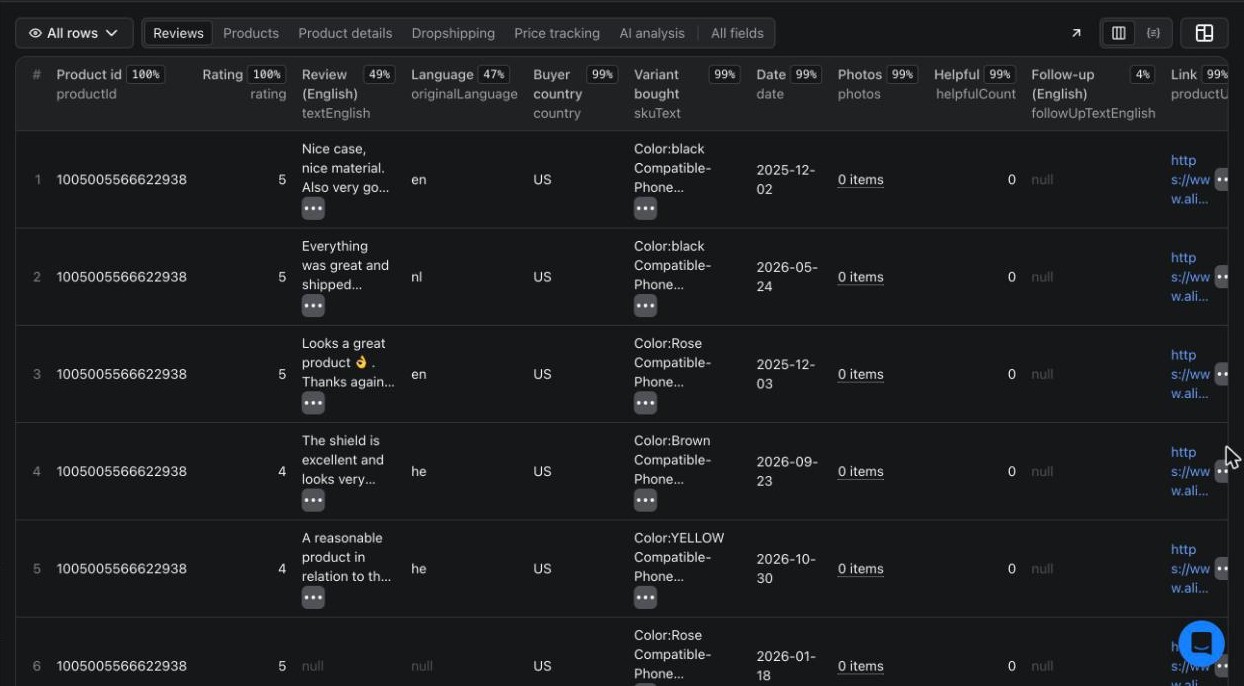 All rows
Reviews Products Product details Dropshipping Price tracking AI analysis All fields
# Product id 100% Rating 100% Review 49% Language 47% Buyer 99% Variant 99% Date 99% Photos 99% Helpful 99% Follow-up 4% Link 99%
productId rating (English) originalLanguage country bought date photos helpfulCount (English) productU
textEnglish country skuText followUpTextEnglish
Nice case, Color:black
nice material. Compatible- 2025-12- http
1 1005005566622938 5 Also very go... en US Phone... 02 0 items 0 null s://ww
w.ali...
Everything Color:black
was great and Compatible- 2026-05- http
2 1005005566622938 5 shipped... nl US Phone... 24 0 items 0 null s://ww
w.ali...
Looks a great Color:Rose
product 👌 . Compatible- 2025-12- http
3 1005005566622938 5 Thanks again... en US Phone... 03 0 items 0 null s://ww
w.ali...
The shield is Color:Brown
excellent and Compatible- 2026-09- http
4 1005005566622938 4 looks very... he US Phone... 23 0 items 0 null s://ww
w.ali...
A reasonable Color:YELLOW
product in Compatible- 2026-10- http
5 1005005566622938 4 relation to th... he US Phone... 30 0 items 0 null s://ww
w.ali...
Color:Rose
Compatible- 2026-01-
6 1005005566622938 5 null null US Phone... 18 0 items 0 null